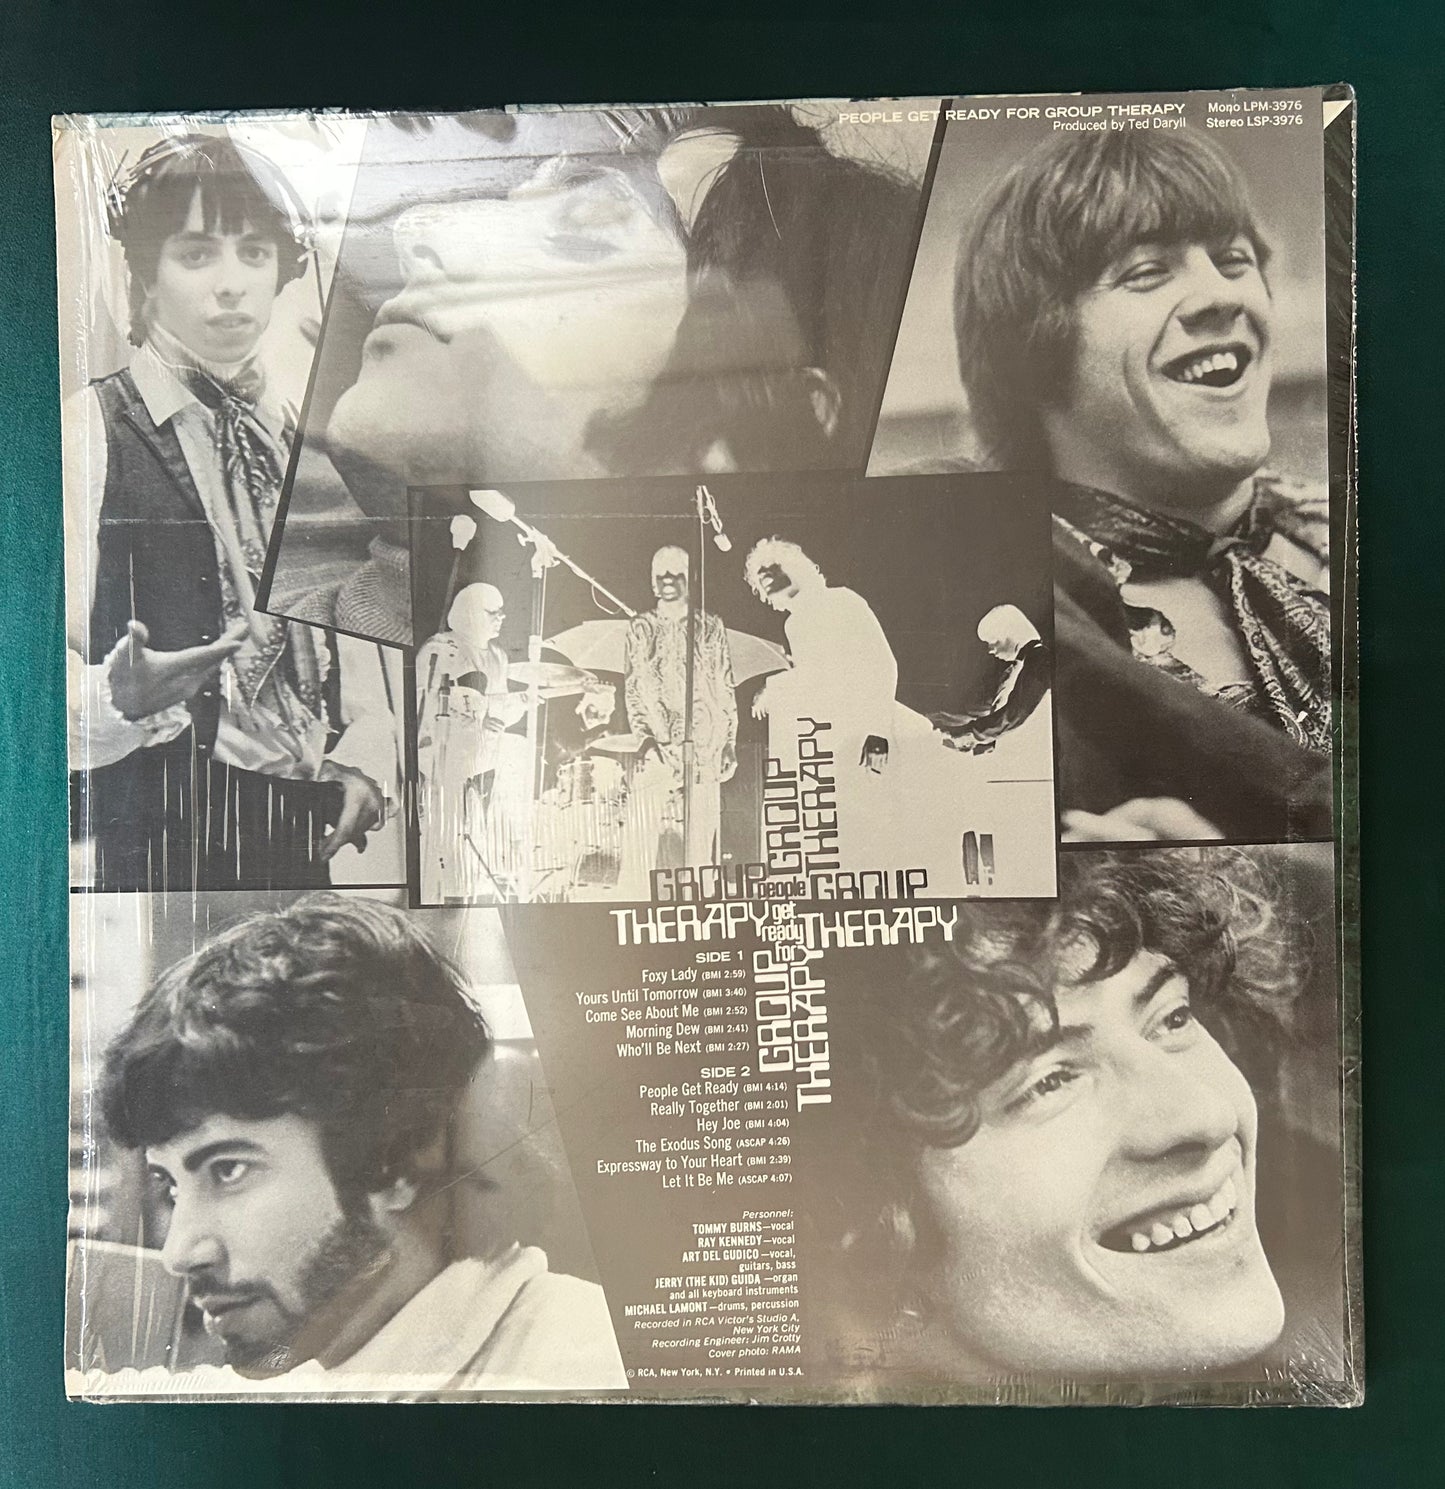 PEOPLE GET READY FOR GROUP THERAPY
Produced by Ted Daryll
Mono LPM-3976
Stereo LSP-3976
GROUP
THERAPY
GROUP
THERAPY
people
get
ready
for
GROUP
THERAPY
GROUP
THERAPY
SIDE 1
Foxy Lady (BMI 2:59)
Yours Until Tomorrow (BMI 3:40)
Come See About Me (BMI 2:52)
Morning Dew (BMI 2:41)
Who'll Be Next (BMI 2:27)
SIDE 2
People Get Ready (BMI 4:14)
Really Together (BMI 2:01)
Hey Joe (BMI 4:04)
The Exodus Song (ASCAP 4:26)
Expressway to Your Heart (BMI 2:39)
Let It Be Me (ASCAP 4:07)
Personnel:
TOMMY BURNS—vocal
RAY KENNEDY—vocal
ART DEL GUDICO—vocal,
guitars, bass
JERRY (THE KID) GUIDA—organ
and all keyboard instruments
MICHAEL LAMONT—drums, percussion
Recorded in RCA Victor's Studio A,
New York City
Recording Engineer: Jim Crotty
Cover photo: RAMA
© RCA, New York, N.Y. • Printed in U.S.A.